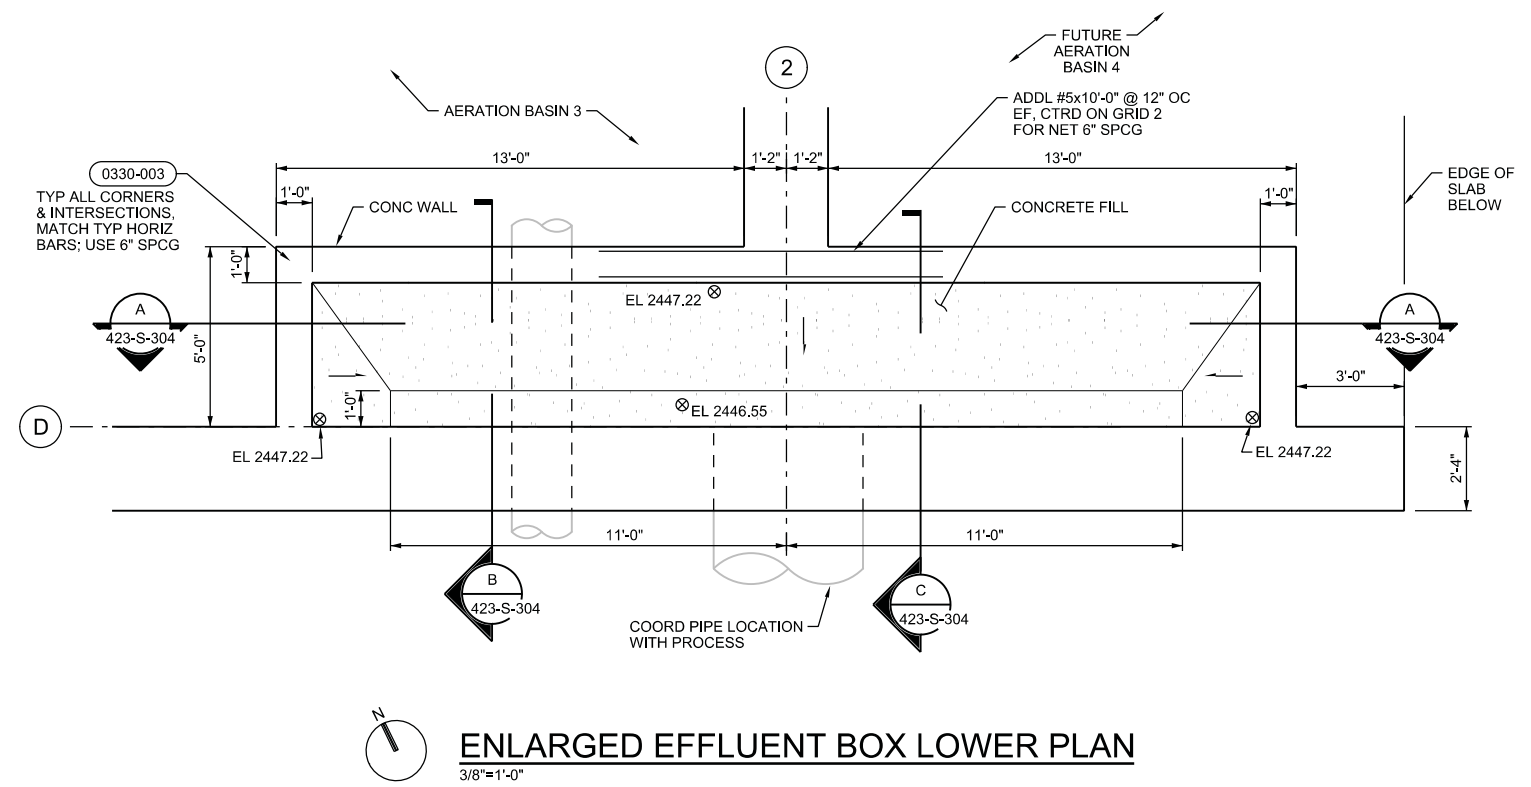 2
FUTURE
AERATION
BASIN 4
AERATION BASIN 3
ADDL #5x10'-0" @ 12" OC
EF, CTRD ON GRID 2
FOR NET 6" SPCG
13'-0"
1'-2"
1'-2"
13'-0"
0330-003
TYP ALL CORNERS
& INTERSECTIONS,
MATCH TYP HORIZ
BARS; USE 6" SPCG
1'-0"
CONC WALL
CONCRETE FILL
1'-0"
EDGE OF
SLAB
BELOW
1'-0"
EL 2447.22
A
423-S-304
A
423-S-304
5'-0"
3'-0"
1'-0"
EL 2446.55
D
EL 2447.22
EL 2447.22
2'-4"
11'-0"
11'-0"
B
423-S-304
C
423-S-304
COORD PIPE LOCATION
WITH PROCESS
N
ENLARGED EFFLUENT BOX LOWER PLAN
3/8"=1'-0"